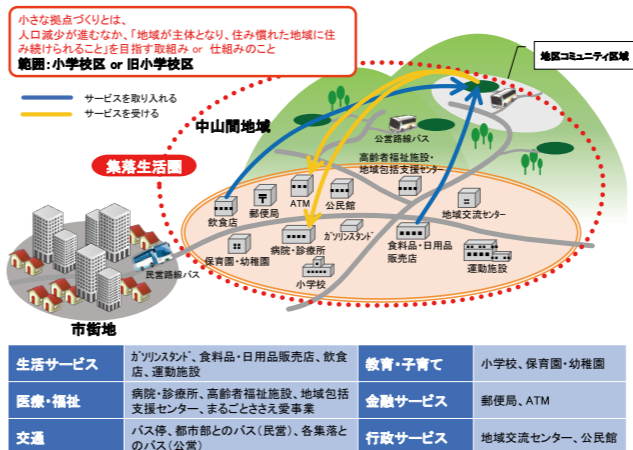 小さな拠点づくりとは、
人口減少が進むなか、「地域が主体となり、住み慣れた地域に住
み続けられること」を目指す取組み or 仕組みのこと
範囲：小学校区 or 旧小学校区
地区コミュニティ区域
サービスを取り入れる
サービスを受ける
中山間地域
公営路線バス
集落生活圏
高齢者福祉施設・
地域包括支援センター
ATM
郵便局
公民館
飲食店
地域交流センター
ｶﾞｿﾘﾝｽﾀﾝﾄﾞ
食料品・日用品
販売店
保育園・幼稚園
病院・診療所
運動施設
民営路線バス
小学校
市街地
生活サービス
ｶﾞｿﾘﾝｽﾀﾝﾄﾞ、食料品・日用品販売店、飲食
店、運動施設
教育・子育て
小学校、保育園・幼稚園
医療・福祉
病院・診療所、高齢者福祉施設、地域包括
支援センター、まるごとささえ愛事業
金融サービス
郵便局、ATM
交通
バス停、都市部とのバス(民営)、各集落と
のバス(公営)
行政サービス
地域交流センター、公民館